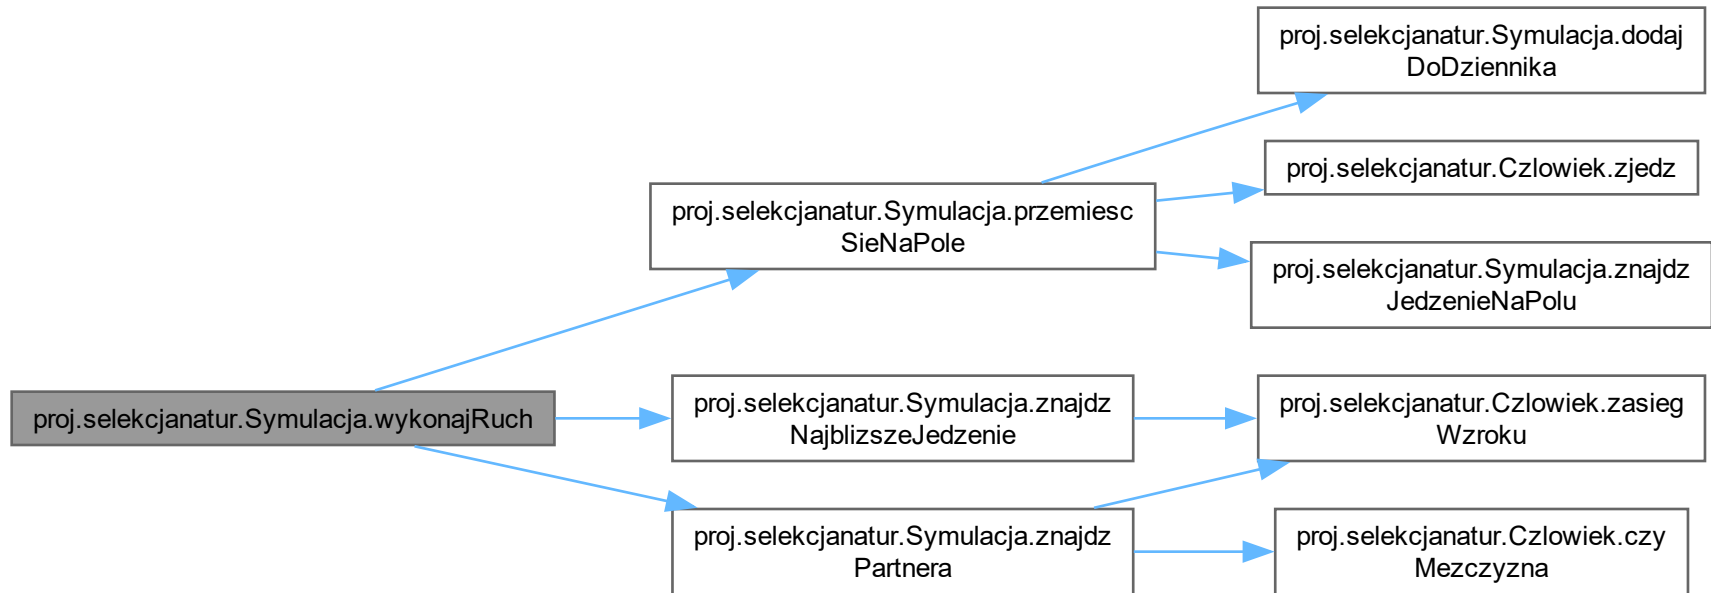 proj.selekcjanatur.Symulacja.dodaj
DoDziennika
proj.selekcjanatur.Czlowiek.zjedz
proj.selekcjanatur.Symulacja.przemiesc
SieNaPole
proj.selekcjanatur.Symulacja.znajdz
JedzenieNaPolu
proj.selekcjanatur.Symulacja.wykonajRuch
proj.selekcjanatur.Symulacja.znajdz
NajblizszeJedzenie
proj.selekcjanatur.Czlowiek.zasieg
Wzroku
proj.selekcjanatur.Symulacja.znajdz
Partnera
proj.selekcjanatur.Czlowiek.czy
Mezczyzna